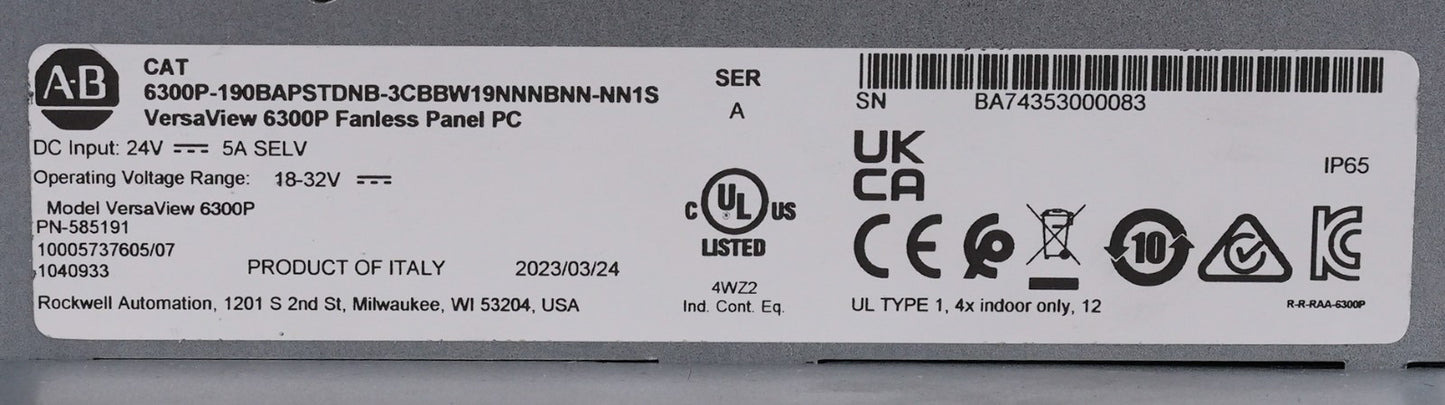 A-B
CAT
6300P-190BAPSTDNB-3CBBW19NNNBNN-NN1S
VersaView 6300P Fanless Panel PC
DC Input: 24V 5A SELV
Operating Voltage Range: 18-32V
Model VersaView 6300P
PN-585191
10005737605/07
1040933
PRODUCT OF ITALY 2023/03/24
Rockwell Automation, 1201 S 2nd St, Milwaukee, WI 53204, USA
SER
A
C UL US
LISTED
4WZ2
Ind. Cont. Eq.
SN BA74353000083
UK
CA
IP65
CE
10
KC
UL TYPE 1, 4x indoor only, 12
R-R-RAA-6300P